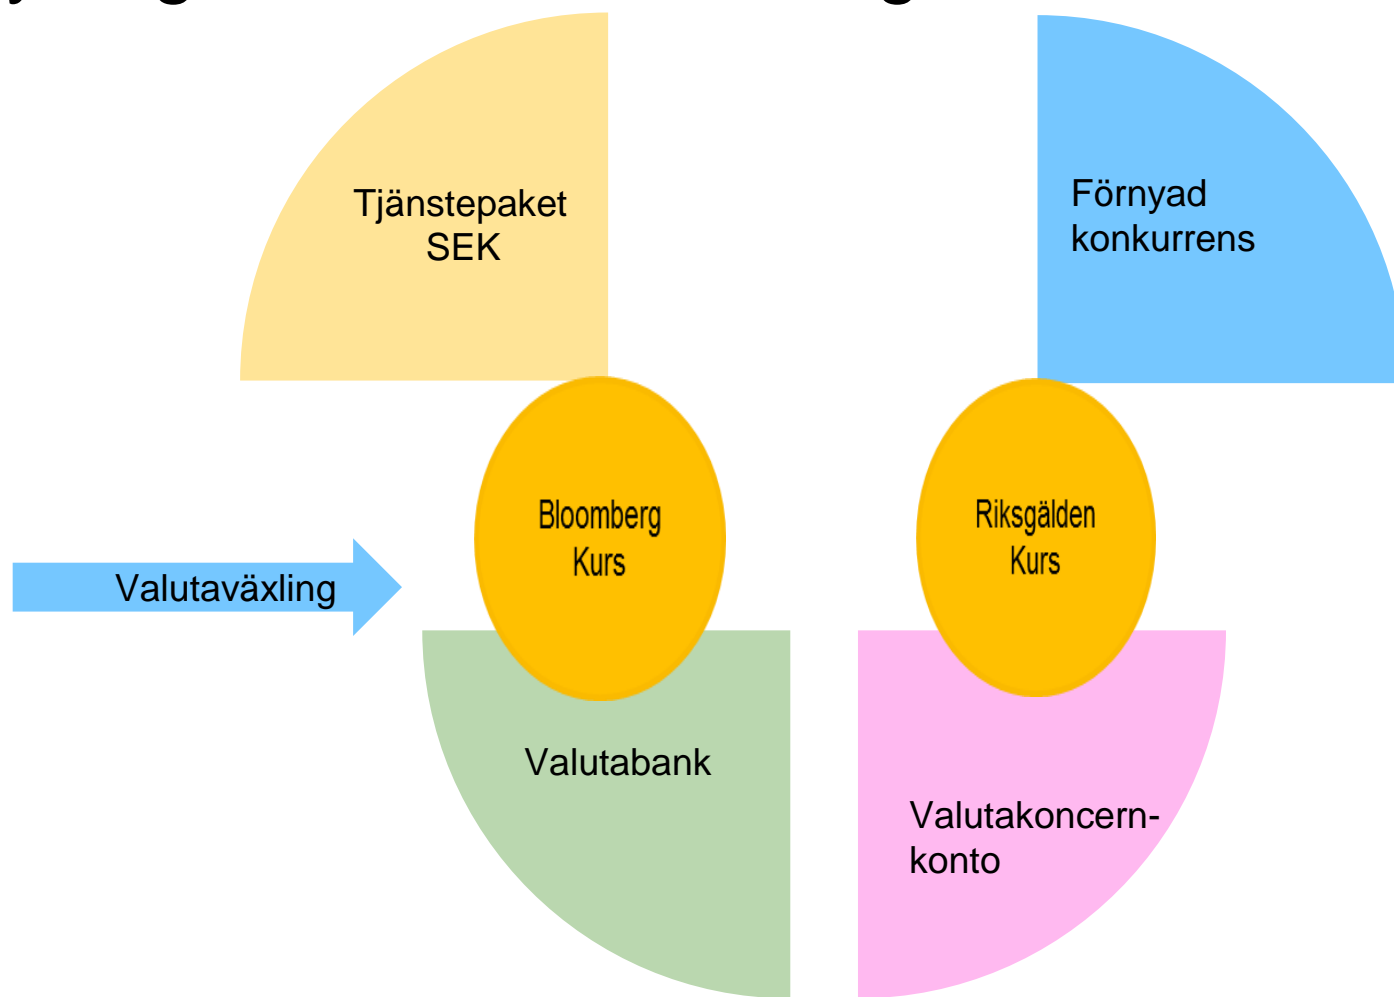 Tjänstepaket
SEK
Förnyad
konkurrens
Bloomberg
Kurs
Riksgälden
Kurs
Valutaväxling
Valutabank
Valutakoncern-
konto